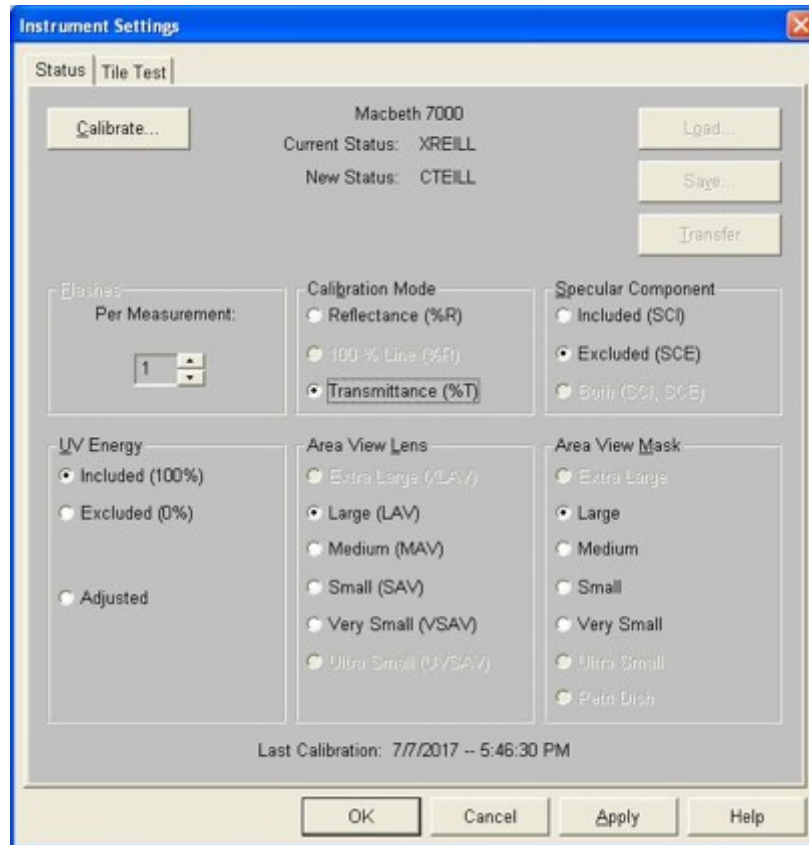 Instrument Settings
Status
Tile Test
Calibrate...
Macbeth 7000
Current Status: XREILL
New Status: CTEILL
Load...
Save...
Transfer
Flashes
Per Measurement:
1
Calibration Mode
Reflectance (%R)
100 % Line (%R)
Transmittance (%T)
Specular Component
Included (SCI)
Excluded (SCE)
Both (SCI, SCE)
UV Energy
Included (100%)
Excluded (0%)
Adjusted
Area View Lens
Extra Large (XLAV)
Large (LAV)
Medium (MAV)
Small (SAV)
Very Small (VSAV)
Ultra Small (UVSAV)
Area View Mask
Extra Large
Large
Medium
Small
Very Small
Ultra Small
Petri Dish
Last Calibration: 7/7/2017 -- 5:46:30 PM
OK
Cancel
Apply
Help